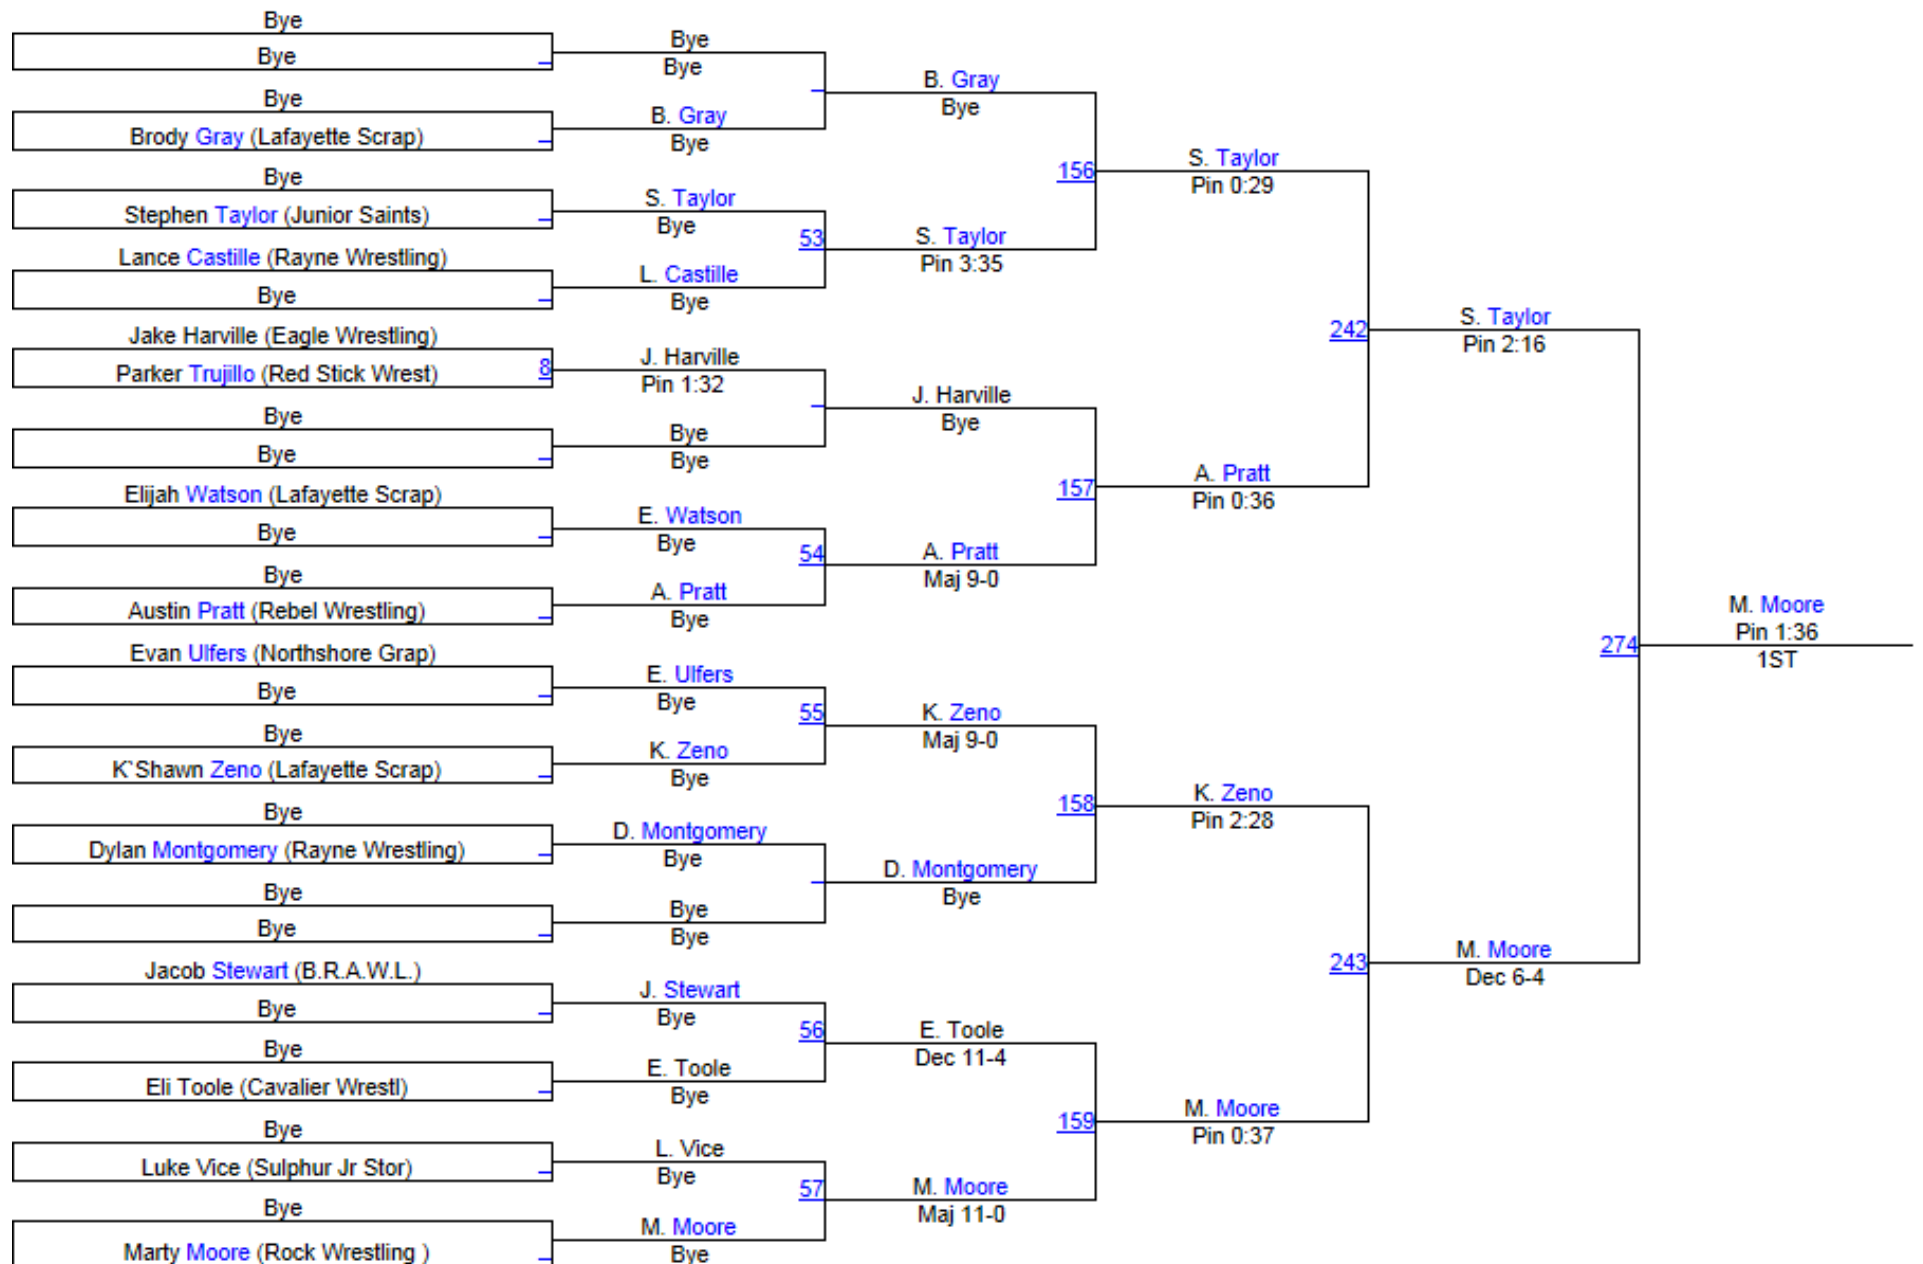 Bye
Bye
Bye
Brody Gray (Lafayette Scrap)
Bye
Stephen Taylor (Junior Saints)
Lance Castille (Rayne Wrestling)
Bye
Jake Harville (Eagle Wrestling)
Parker Trujillo (Red Stick Wrest)
8
Bye
Bye
Elijah Watson (Lafayette Scrap)
Bye
Bye
Austin Pratt (Rebel Wrestling)
Evan Ulfers (Northshore Grap)
Bye
Bye
K`Shawn Zeno (Lafayette Scrap)
Bye
Dylan Montgomery (Rayne Wrestling)
Bye
Bye
Jacob Stewart (B.R.A.W.L.)
Bye
Bye
Eli Toole (Cavalier Wrestl)
Bye
Luke Vice (Sulphur Jr Stor)
Bye
Marty Moore (Rock Wrestling )
Bye
Bye
B. Gray
Bye
S. Taylor
Bye
53
L. Castille
Bye
J. Harville
Pin 1:32
Bye
Bye
E. Watson
Bye
54
A. Pratt
Bye
E. Ulfers
Bye
55
K. Zeno
Bye
D. Montgomery
Bye
Bye
Bye
J. Stewart
Bye
56
E. Toole
Bye
L. Vice
Bye
57
M. Moore
Bye
B. Gray
Bye
156
S. Taylor
Pin 3:35
J. Harville
Bye
157
A. Pratt
Maj 9-0
K. Zeno
Maj 9-0
158
D. Montgomery
Bye
E. Toole
Dec 11-4
159
M. Moore
Maj 11-0
S. Taylor
Pin 0:29
242
A. Pratt
Pin 0:36
K. Zeno
Pin 2:28
243
M. Moore
Pin 0:37
S. Taylor
Pin 2:16
274
M. Moore
Dec 6-4
M. Moore
Pin 1:36
1ST